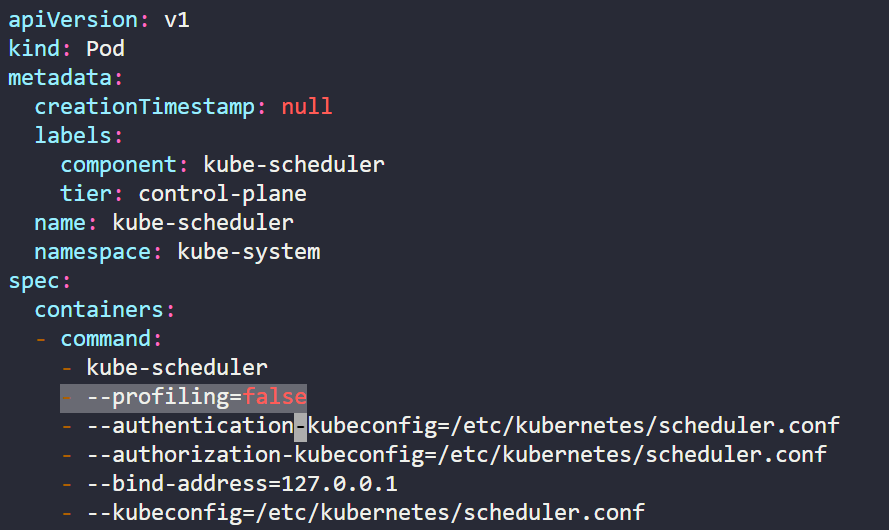 apiVersion: v1
kind: Pod
metadata:
  creationTimestamp: null
  labels:
    component: kube-scheduler
    tier: control-plane
  name: kube-scheduler
  namespace: kube-system
spec:
  containers:
  - command:
    - kube-scheduler
    - --profiling=false
    - --authentication-kubeconfig=/etc/kubernetes/scheduler.conf
    - --authorization-kubeconfig=/etc/kubernetes/scheduler.conf
    - --bind-address=127.0.0.1
    - --kubeconfig=/etc/kubernetes/scheduler.conf